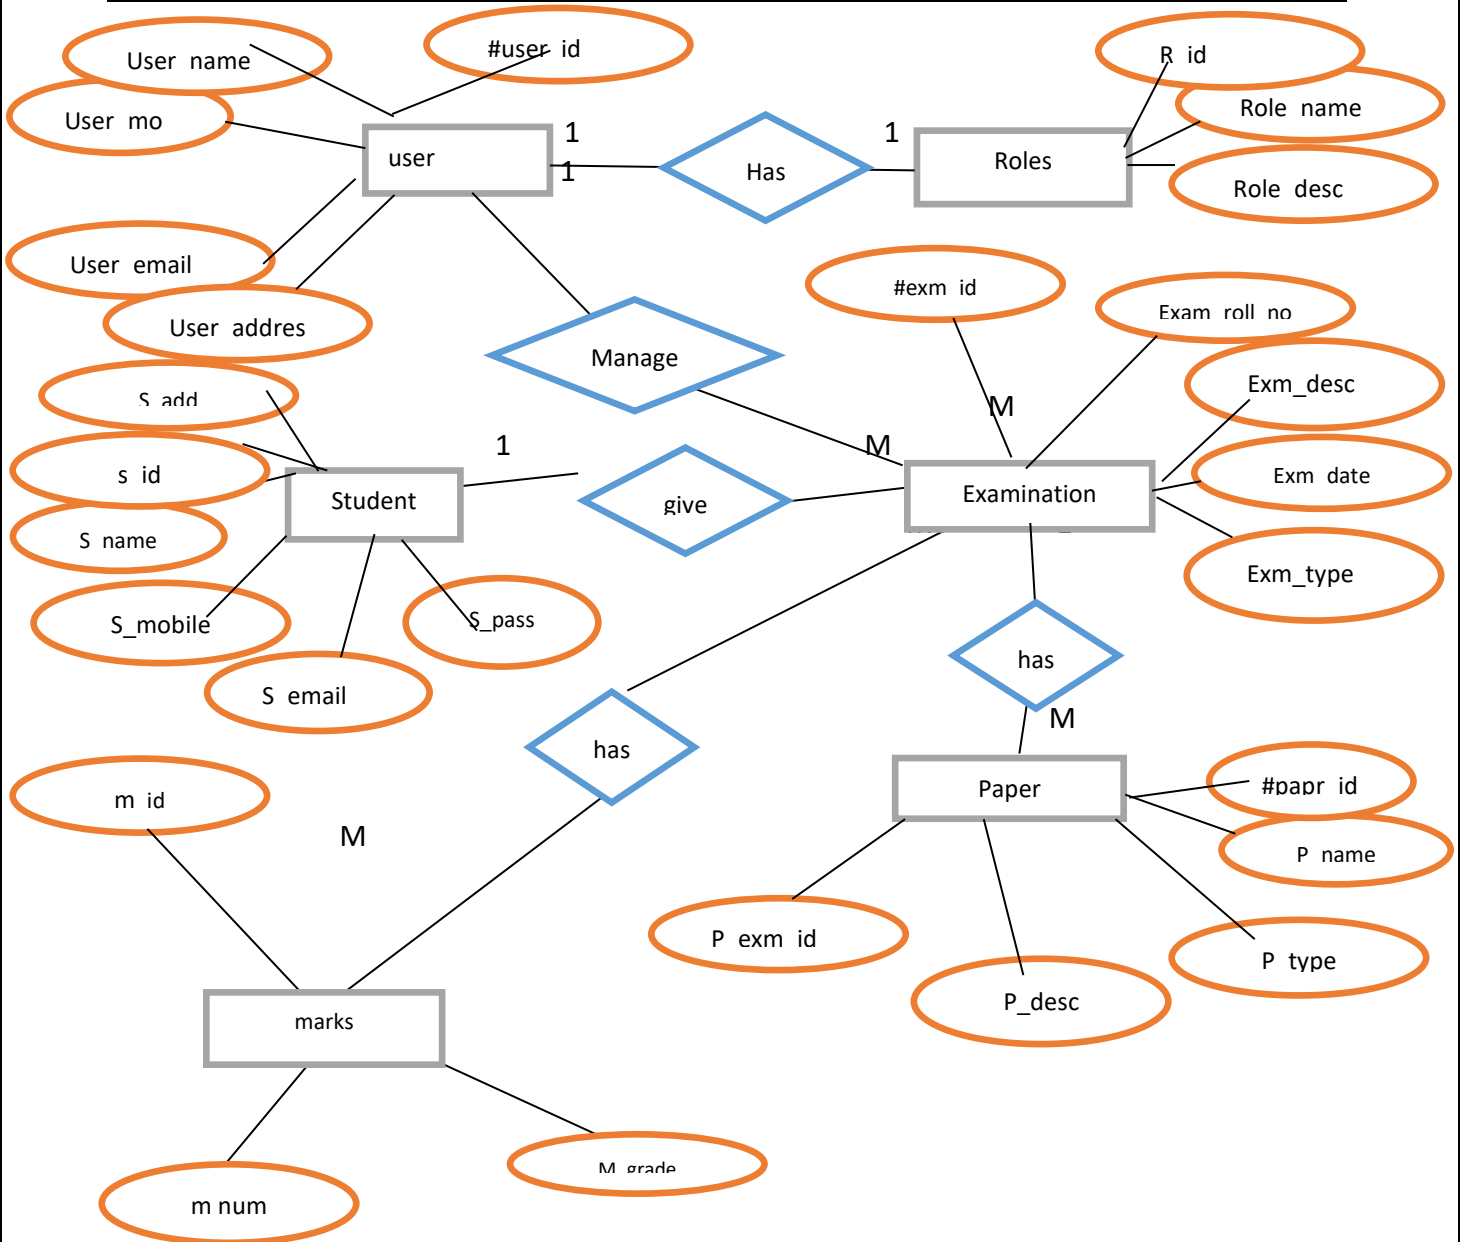 User name
#user id
R id
Role name
User mo
1
1
user
1
Has
Roles
Role desc
User email
#exm id
Exam roll no
User addres
Manage
Exm_desc
S add
M
1
M
s id
Student
give
Examination
Exm date
S name
Exm_type
S_mobile
S_pass
has
S email
M
has
Paper
#papr id
m id
M
P name
P exm id
P type
P_desc
marks
M grade
m num